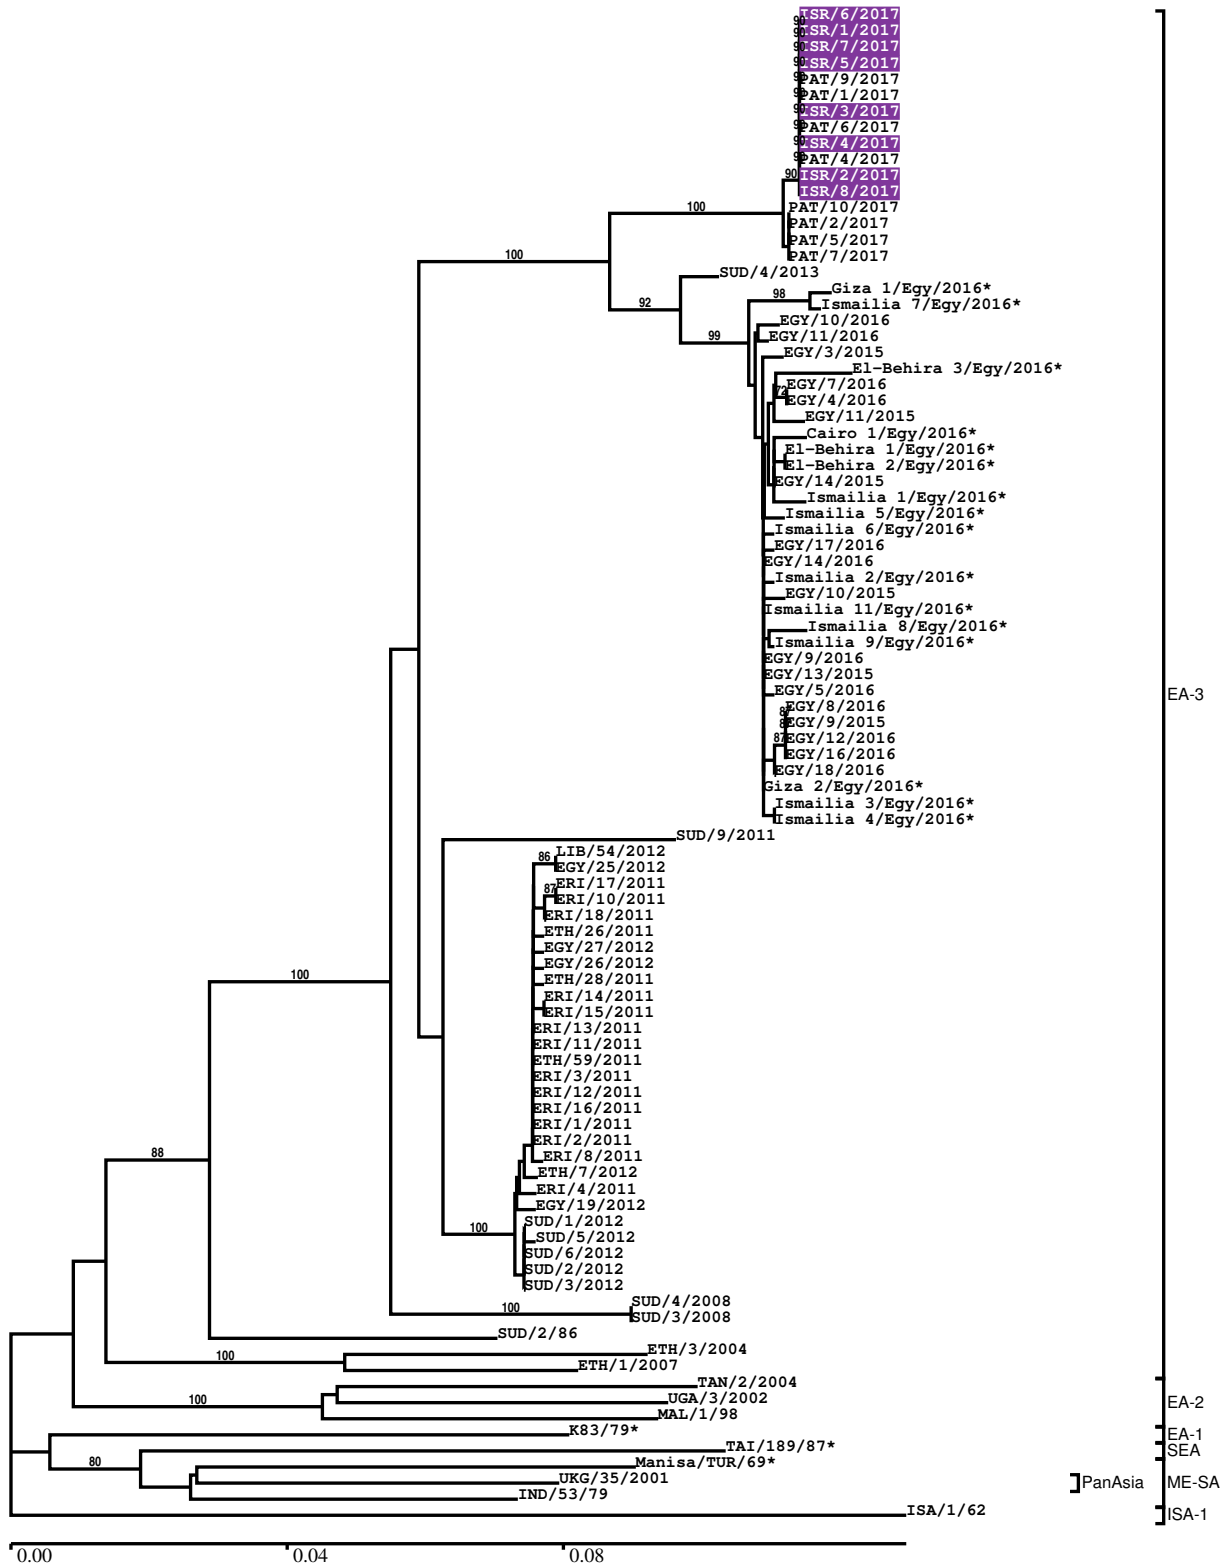 ISR/6/2017
90
ISR/1/2017
90
ISR/7/2017
90
ISR/5/2017
90
PAT/9/2017
90
PAT/1/2017
90
ISR/3/2017
90
PAT/6/2017
90
ISR/4/2017
90
PAT/4/2017
90
ISR/2/2017
90
ISR/8/2017
PAT/10/2017
100
PAT/2/2017
PAT/5/2017
PAT/7/2017
100
SUD/4/2013
Giza 1/Egy/2016*
98
Ismailia 7/Egy/2016*
92
EGY/10/2016
EGY/11/2016
99
EGY/3/2015
El-Behira 3/Egy/2016*
EGY/7/2016
72
EGY/4/2016
EGY/11/2015
Cairo 1/Egy/2016*
El-Behira 1/Egy/2016*
El-Behira 2/Egy/2016*
EGY/14/2015
Ismailia 1/Egy/2016*
Ismailia 5/Egy/2016*
Ismailia 6/Egy/2016*
EGY/17/2016
EGY/14/2016
Ismailia 2/Egy/2016*
EGY/10/2015
Ismailia 11/Egy/2016*
Ismailia 8/Egy/2016*
Ismailia 9/Egy/2016*
EGY/9/2016
EGY/13/2015
EGY/5/2016
EA-3
EGY/8/2016
87
EGY/9/2015
87
EGY/12/2016
87
EGY/16/2016
EGY/18/2016
Giza 2/Egy/2016*
Ismailia 3/Egy/2016*
Ismailia 4/Egy/2016*
SUD/9/2011
LIB/54/2012
86
EGY/25/2012
ERI/17/2011
87
ERI/10/2011
ERI/18/2011
ETH/26/2011
EGY/27/2012
EGY/26/2012
100
ETH/28/2011
ERI/14/2011
ERI/15/2011
ERI/13/2011
ERI/11/2011
ETH/59/2011
ERI/3/2011
ERI/12/2011
ERI/16/2011
ERI/1/2011
ERI/2/2011
88
ERI/8/2011
ETH/7/2012
ERI/4/2011
EGY/19/2012
SUD/1/2012
100
SUD/5/2012
SUD/6/2012
SUD/2/2012
SUD/3/2012
SUD/4/2008
100
SUD/3/2008
SUD/2/86
ETH/3/2004
100
ETH/1/2007
TAN/2/2004
100
UGA/3/2002
EA-2
MAL/1/98
K83/79*
EA-1
TAI/189/87*
SEA
80
Manisa/TUR/69*
UKG/35/2001
PanAsia
ME-SA
IND/53/79
ISA/1/62
ISA-1
0.00 0.04 0.08